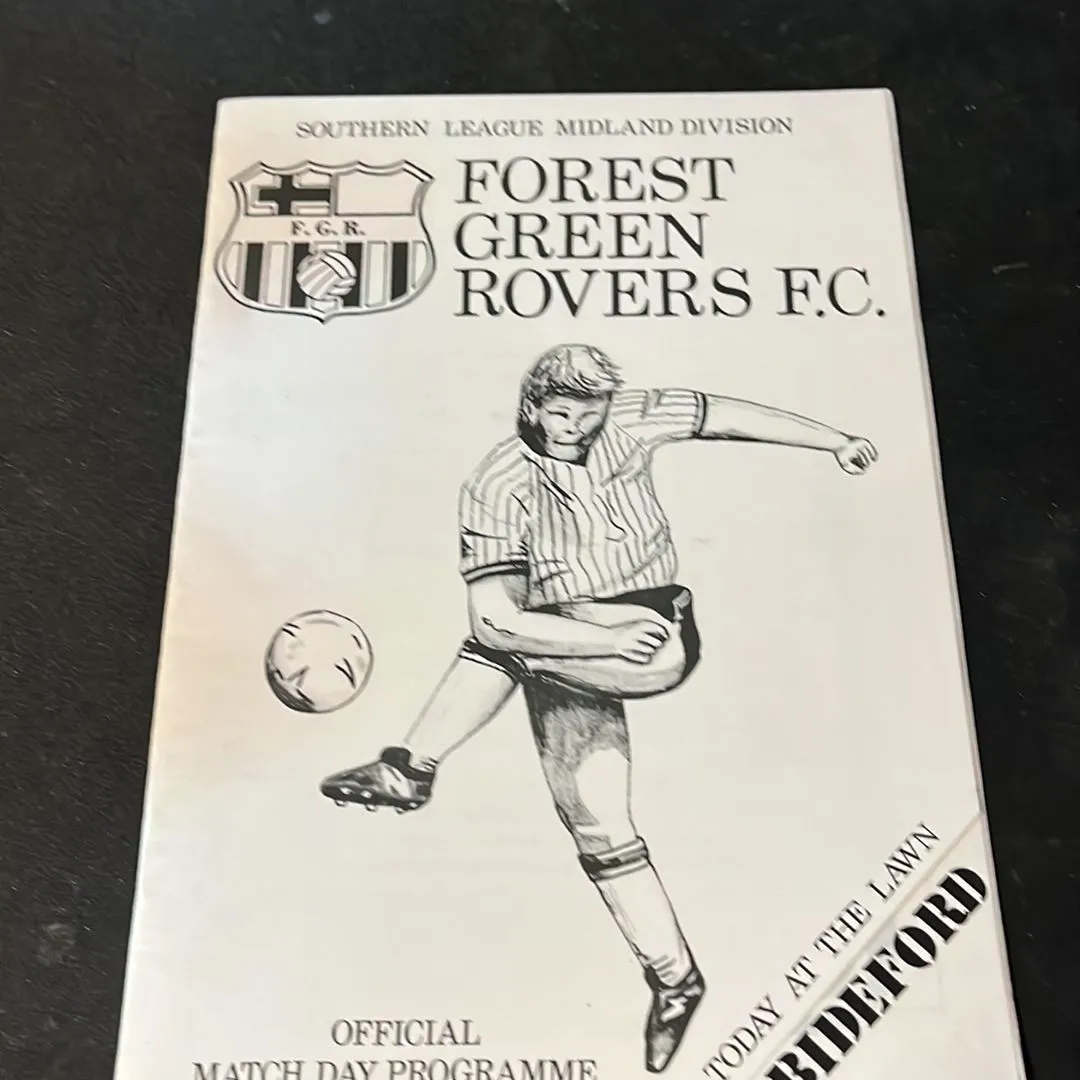 SOUTHERN LEAGUE MIDLAND DIVISION
F. G. R.
FOREST
GREEN
ROVERS F.C.
TODAY AT THE LAWN
BIDEFORD
OFFICIAL
MATCH DAY PROGRAMME